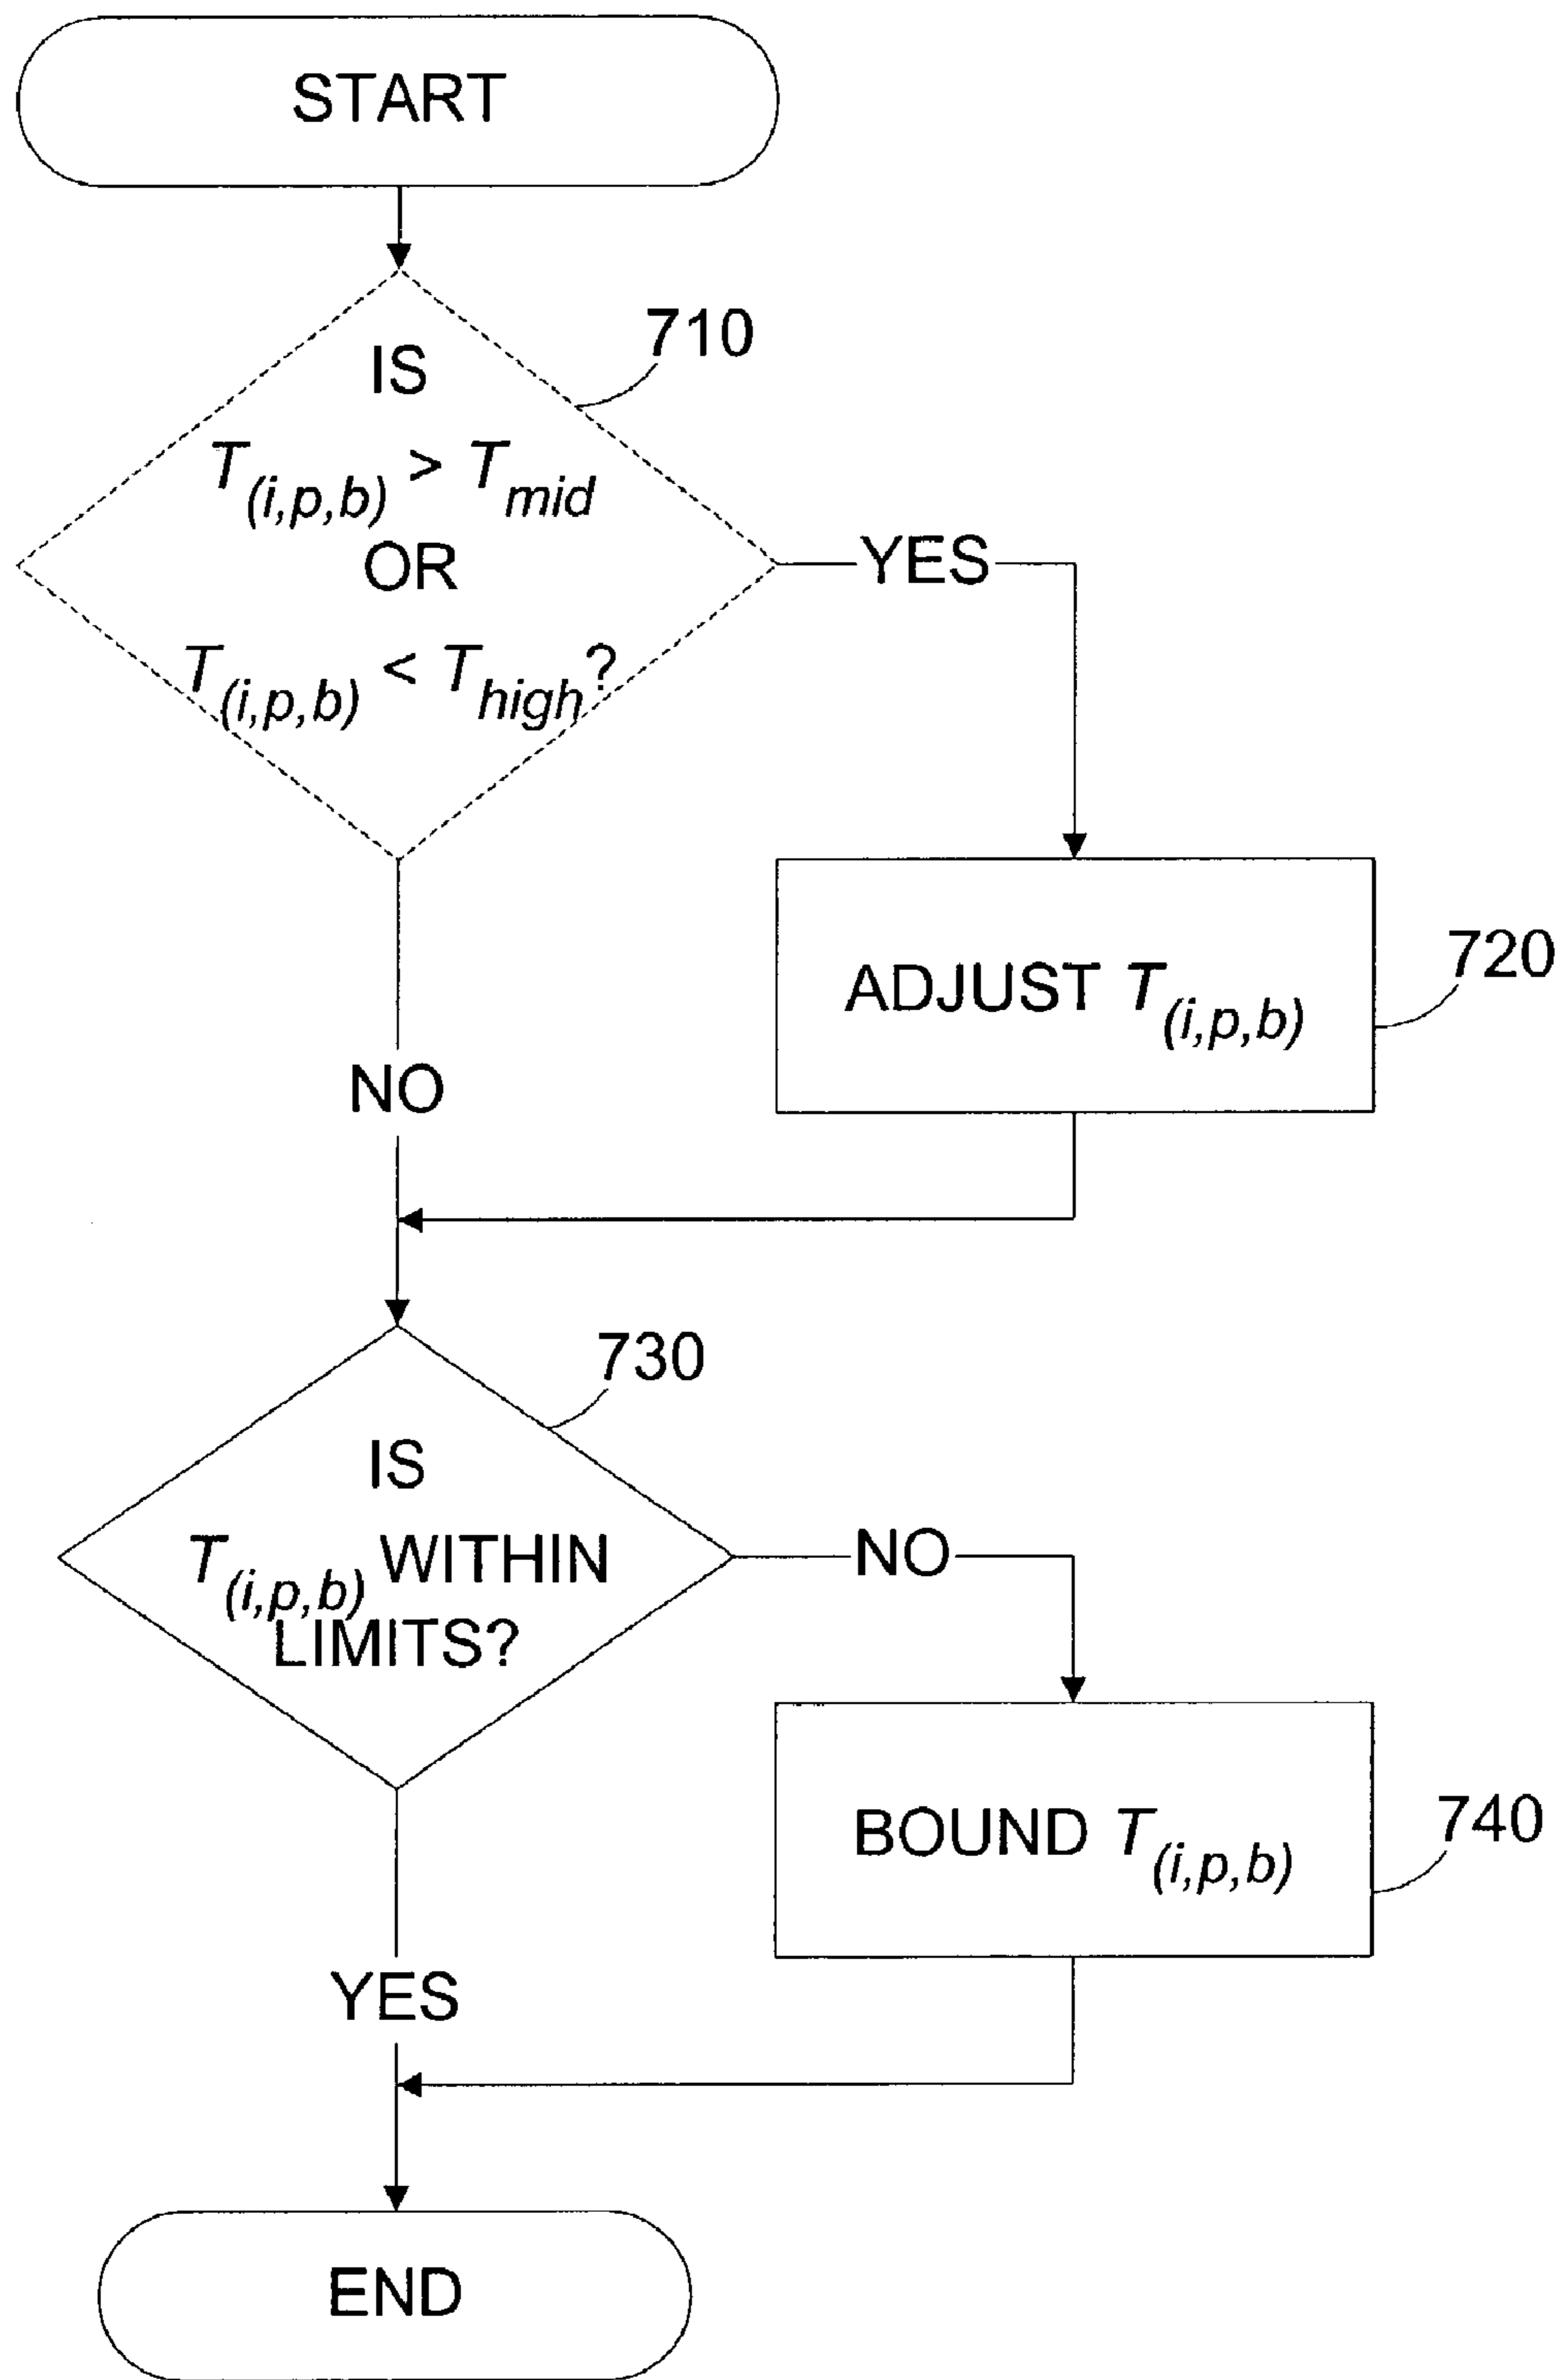 START
710
IS
T(i,p,b) > Tmid
OR
T(i,p,b) < Thigh?
YES
720
ADJUST T(i,p,b)
NO
730
IS
T(i,p,b) WITHIN
LIMITS?
NO
740
BOUND T(i,p,b)
YES
END